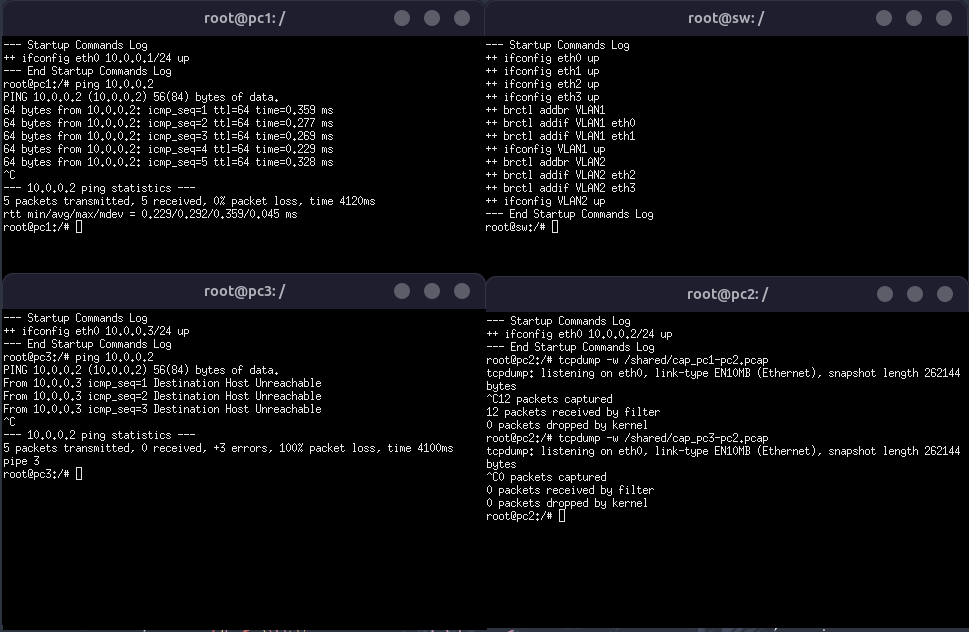 root@pc1: /
--- Startup Commands Log
++ ifconfig eth0 10.0.0.1/24 up
--- End Startup Commands Log
root@pc1:/# ping 10.0.0.2
PING 10.0.0.2 (10.0.0.2) 56(84) bytes of data.
64 bytes from 10.0.0.2: icmp_seq=1 ttl=64 time=0.359 ms
64 bytes from 10.0.0.2: icmp_seq=2 ttl=64 time=0.277 ms
64 bytes from 10.0.0.2: icmp_seq=3 ttl=64 time=0.269 ms
64 bytes from 10.0.0.2: icmp_seq=4 ttl=64 time=0.229 ms
64 bytes from 10.0.0.2: icmp_seq=5 ttl=64 time=0.328 ms
^C
--- 10.0.0.2 ping statistics ---
5 packets transmitted, 5 received, 0% packet loss, time 4120ms
rtt min/avg/max/mdev = 0.229/0.292/0.359/0.045 ms
root@pc1:/#
root@sw: /
--- Startup Commands Log
++ ifconfig eth0 up
++ ifconfig eth1 up
++ ifconfig eth2 up
++ ifconfig eth3 up
++ brctl addbr VLAN1
++ brctl addif VLAN1 eth0
++ brctl addif VLAN1 eth1
++ ifconfig VLAN1 up
++ brctl addbr VLAN2
++ brctl addif VLAN2 eth2
++ brctl addif VLAN2 eth3
++ ifconfig VLAN2 up
--- End Startup Commands Log
root@sw:/#
root@pc3: /
--- Startup Commands Log
++ ifconfig eth0 10.0.0.3/24 up
--- End Startup Commands Log
root@pc3:/# ping 10.0.0.2
PING 10.0.0.2 (10.0.0.2) 56(84) bytes of data.
From 10.0.0.3 icmp_seq=1 Destination Host Unreachable
From 10.0.0.3 icmp_seq=2 Destination Host Unreachable
From 10.0.0.3 icmp_seq=3 Destination Host Unreachable
^C
--- 10.0.0.2 ping statistics ---
5 packets transmitted, 0 received, +3 errors, 100% packet loss, time 4100ms
pipe 3
root@pc3:/#
root@pc2: /
--- Startup Commands Log
++ ifconfig eth0 10.0.0.2/24 up
--- End Startup Commands Log
root@pc2:/# tcpdump -w /shared/cap_pc1-pc2.pcap
tcpdump: listening on eth0, link-type EN10MB (Ethernet), snapshot length 262144
bytes
^C12 packets captured
12 packets received by filter
0 packets dropped by kernel
root@pc2:/# tcpdump -w /shared/cap_pc3-pc2.pcap
tcpdump: listening on eth0, link-type EN10MB (Ethernet), snapshot length 262144
bytes
^C0 packets captured
0 packets received by filter
0 packets dropped by kernel
root@pc2:/#